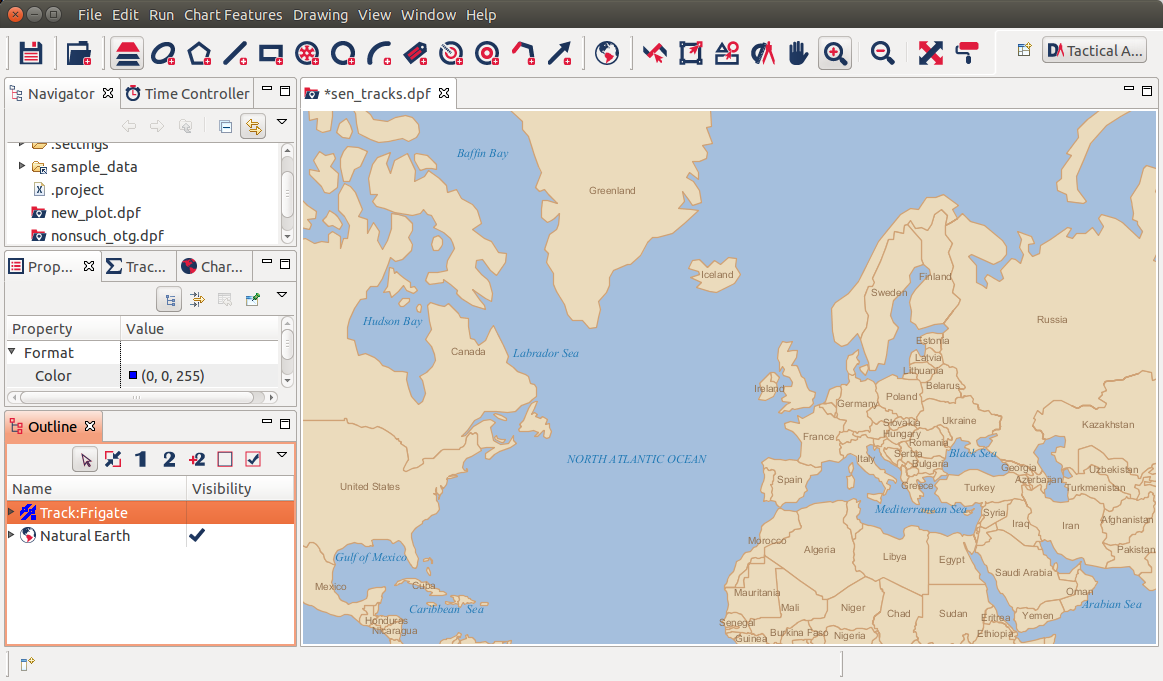 File Edit Run Chart Features Drawing View Window Help
Tactical A...
Navigator
Time Controller
*sen_tracks.dpf
.settings
sample_data
.project
new_plot.dpf
nonsuch_otg.dpf
Prop...
Trac...
Char...
Property Value
Format
Color (0, 0, 255)
Outline
1 2 +2
Name Visibility
Track:Frigate
Natural Earth
Baffin Bay
Greenland
Iceland
Finland
Sweden
Hudson Bay
Russia
Canada
Labrador Sea
Estonia
Latvia
Lithuania
Ireland
Belarus
Poland
Germany
Ukraine
Slovakia
Kazakhstan
France
Hungary
Romania
Serbia
Black Sea
NORTH ATLANTIC OCEAN
Italy
Bulgaria
Georgia
Uzbekistan
Spain
Azerbaijan
United States
Greece
Turkey
Turkmenistan
Mediterranean Sea
Syria
Afghanistan
Iraq
Iran
Morocco
Algeria
Pakistan
Gulf of Mexico
Libya
Egypt
Saudi Arabia
Mexico
Cuba
Mauritania
Oman
Caribbean Sea
Mali
Niger
Chad
Sudan
Arabian Sea
Honduras
Senegal
Eritrea
Yemen
Nicaragua
Guinea
Burkina Faso
Nigeria
Ethiopia